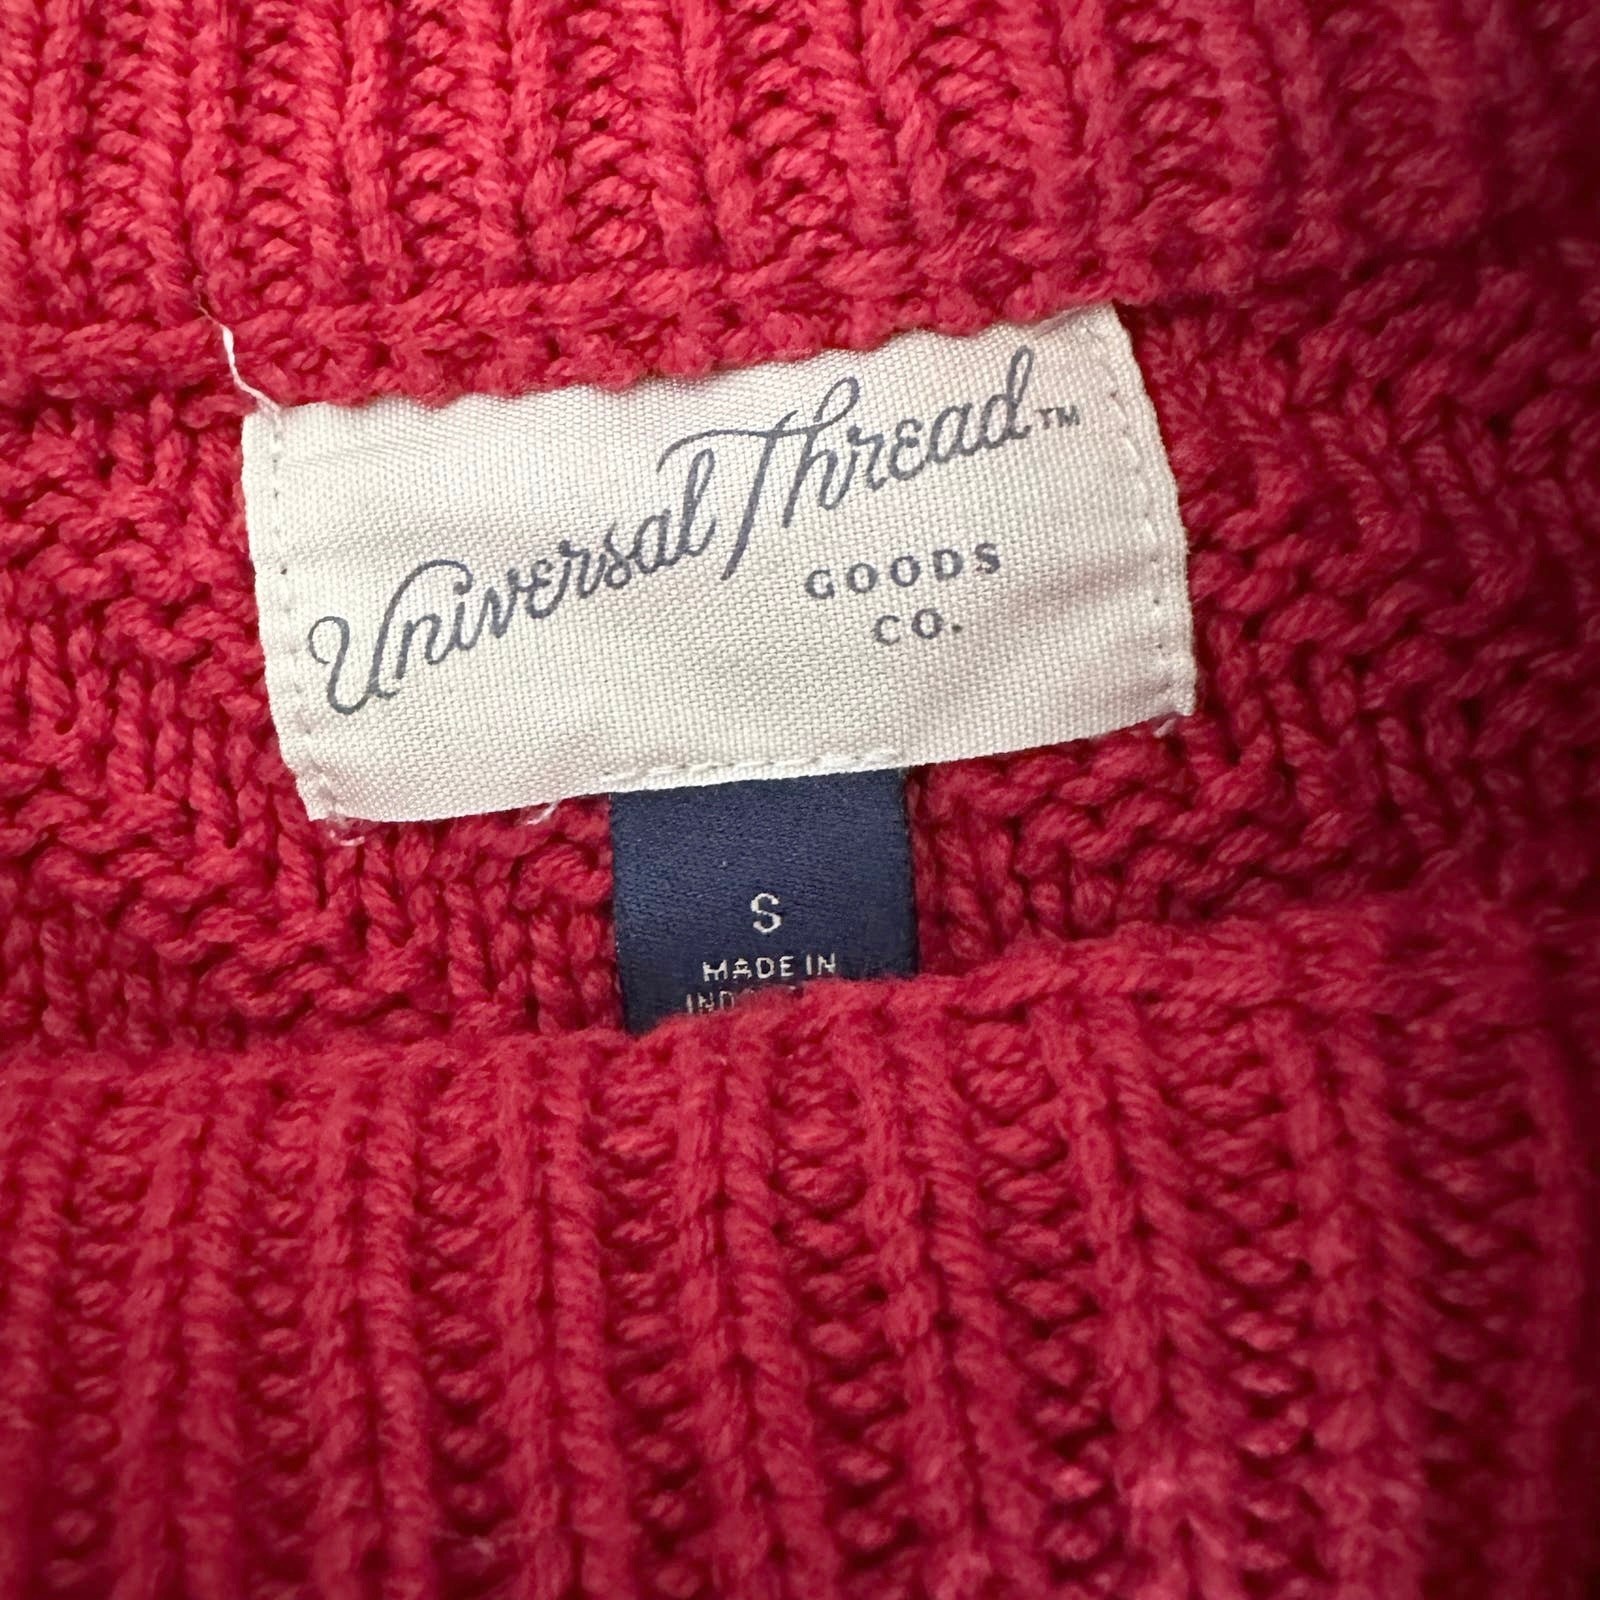 Universal Thread™
GOODS
CO.
S
MADE IN